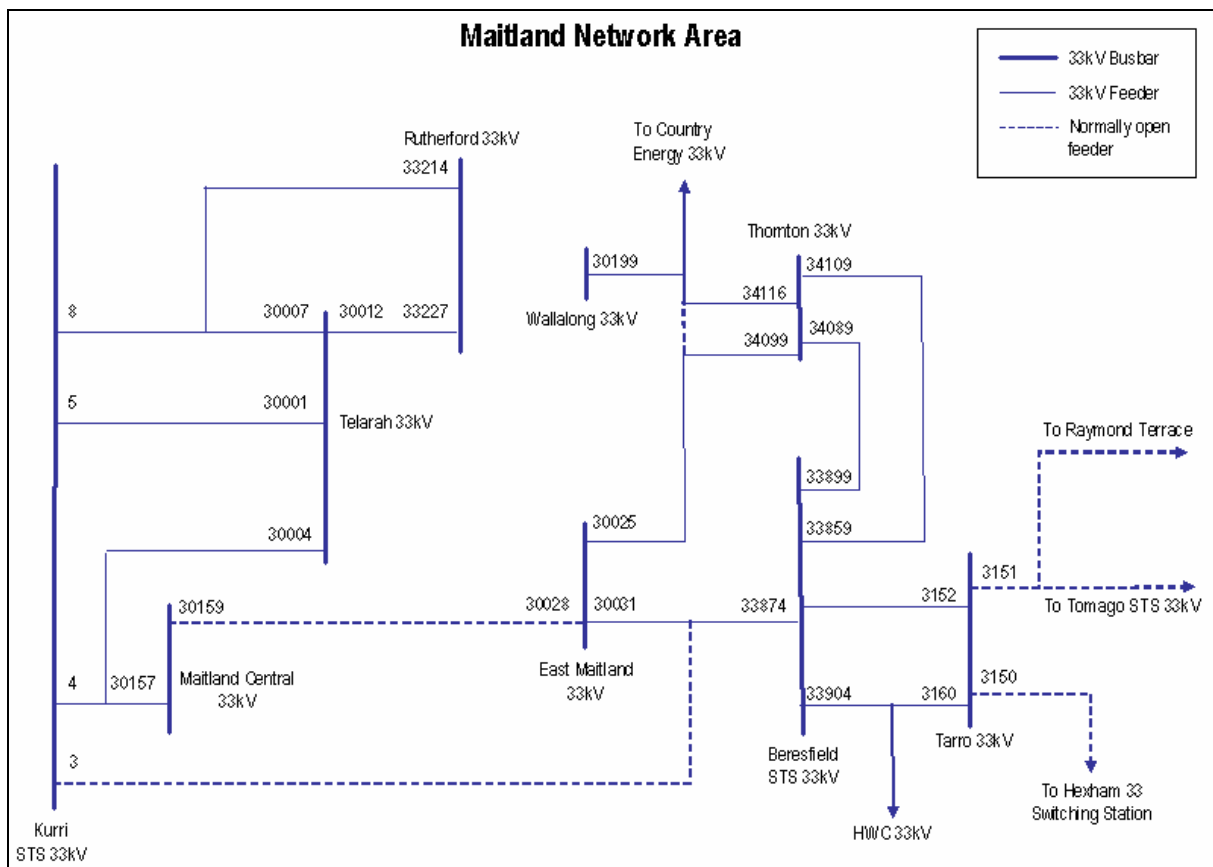 Maitland Network Area
33kV Busbar
33kV Feeder
Normally open
feeder
Rutherford 33kV
33214
To Country
Energy 33kV
Thornton 33kV
30199
34109
8
30007
30012
33227
34116
Wallalong 33kV
34089
34099
5
30001
Telarah 33kV
To Raymond Terrace
33899
30004
30025
33859
3151
30159
30028
30031
33874
3152
To Tomago STS 33kV
4
30157
Maitland Central
33kV
East Maitland
33kV
33904
3160
3150
3
Beresfield
STS 33kV
Tarro 33kV
To Hexham 33
Switching Station
Kurri
STS 33kV
HWC 33kV